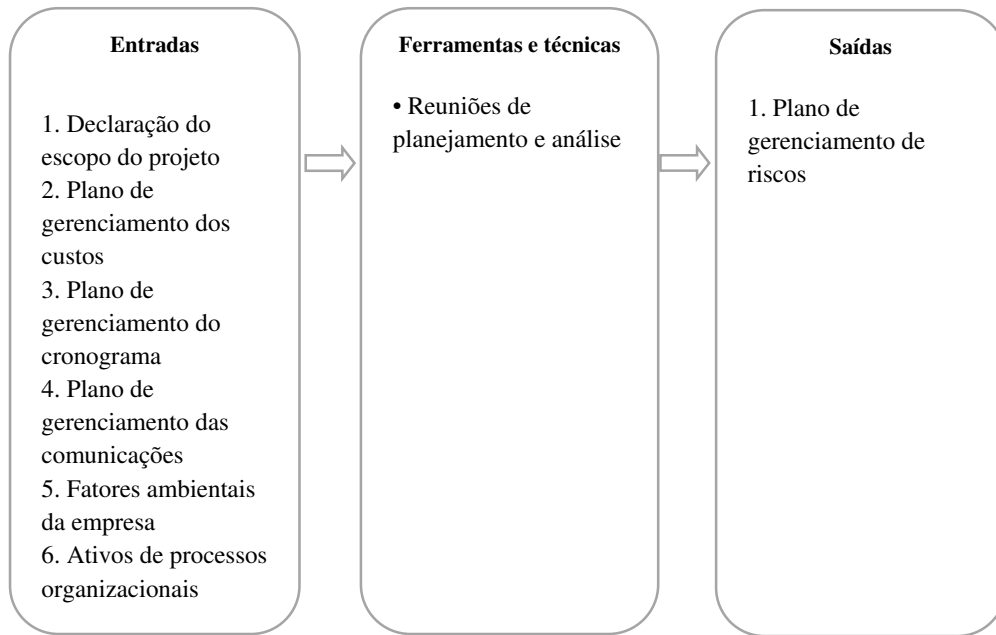 Entradas
1. Declaração do
escopo do projeto
2. Plano de
gerenciamento dos
custos
3. Plano de
gerenciamento do
cronograma
4. Plano de
gerenciamento das
comunicações
5. Fatores ambientais
da empresa
6. Ativos de processos
organizacionais
Ferramentas e técnicas
• Reuniões de
planejamento e análise
Saídas
1. Plano de
gerenciamento de
riscos